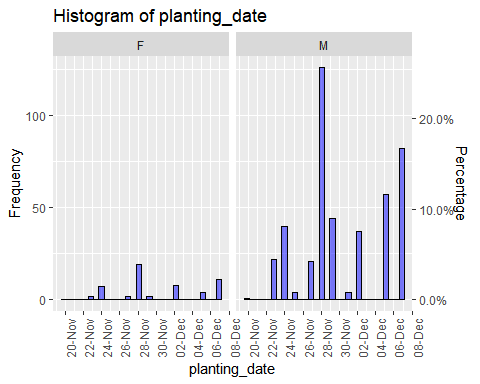 Histogram of planting_date
F
M
Frequency
100
50
0
20.0%
10.0%
0.0%
Percentage
20-Nov
22-Nov
24-Nov
26-Nov
28-Nov
30-Nov
02-Dec
04-Dec
06-Dec
08-Dec
20-Nov
22-Nov
24-Nov
26-Nov
28-Nov
30-Nov
02-Dec
04-Dec
06-Dec
08-Dec
planting_date